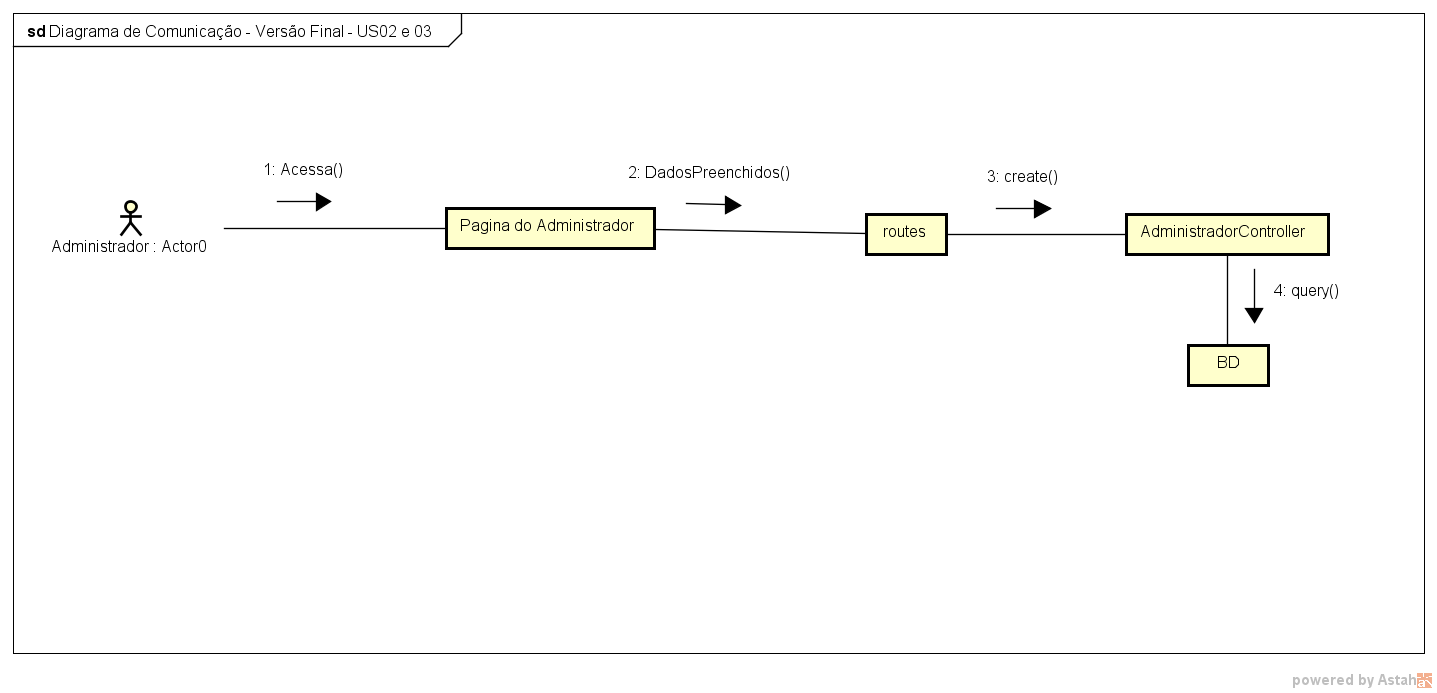 sd Diagrama de Comunicação - Versão Final - US02 e 03
1: Acessa()
2: DadosPreenchidos()
3: create()
Administrador : Actor0
Pagina do Administrador
routes
AdministradorController
4: query()
BD
powered by Astah